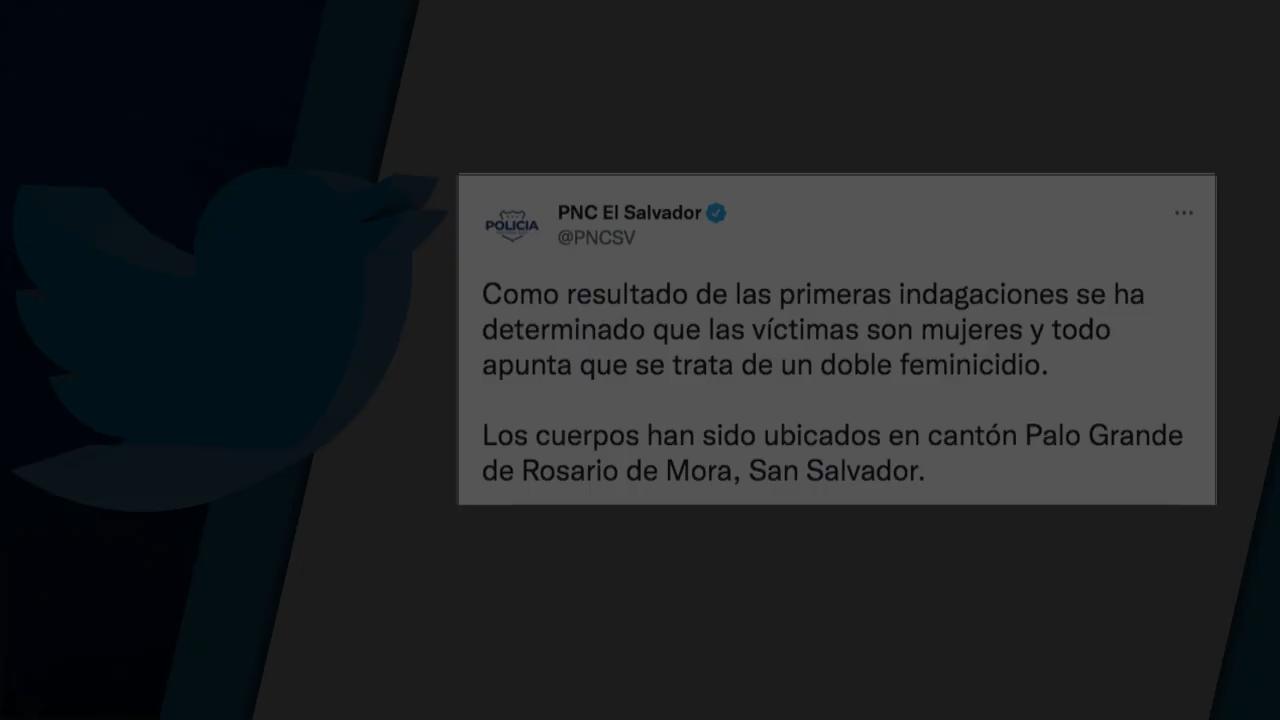 POLICIA
PNC El Salvador
@PNCSV
Como resultado de las primeras indagaciones se ha
determinado que las víctimas son mujeres y todo
apunta que se trata de un doble feminicidio.
Los cuerpos han sido ubicados en cantón Palo Grande
de Rosario de Mora, San Salvador.